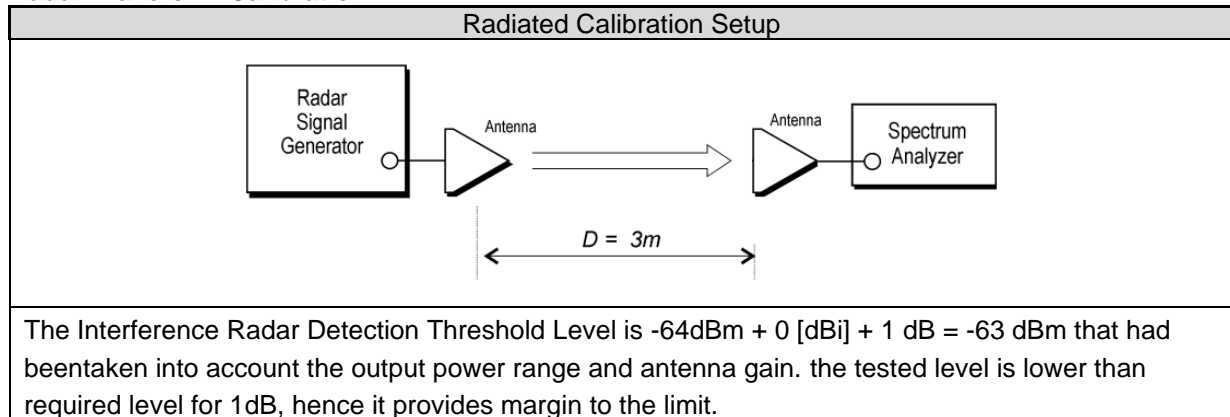 Radiated Calibration Setup
Radar
Signal
Generator
Antenna
Antenna
Spectrum
Analyzer
D = 3m
The Interference Radar Detection Threshold Level is -64dBm + 0 [dBi] + 1 dB = -63 dBm that had
beentaken into account the output power range and antenna gain. the tested level is lower than
required level for 1dB, hence it provides margin to the limit.